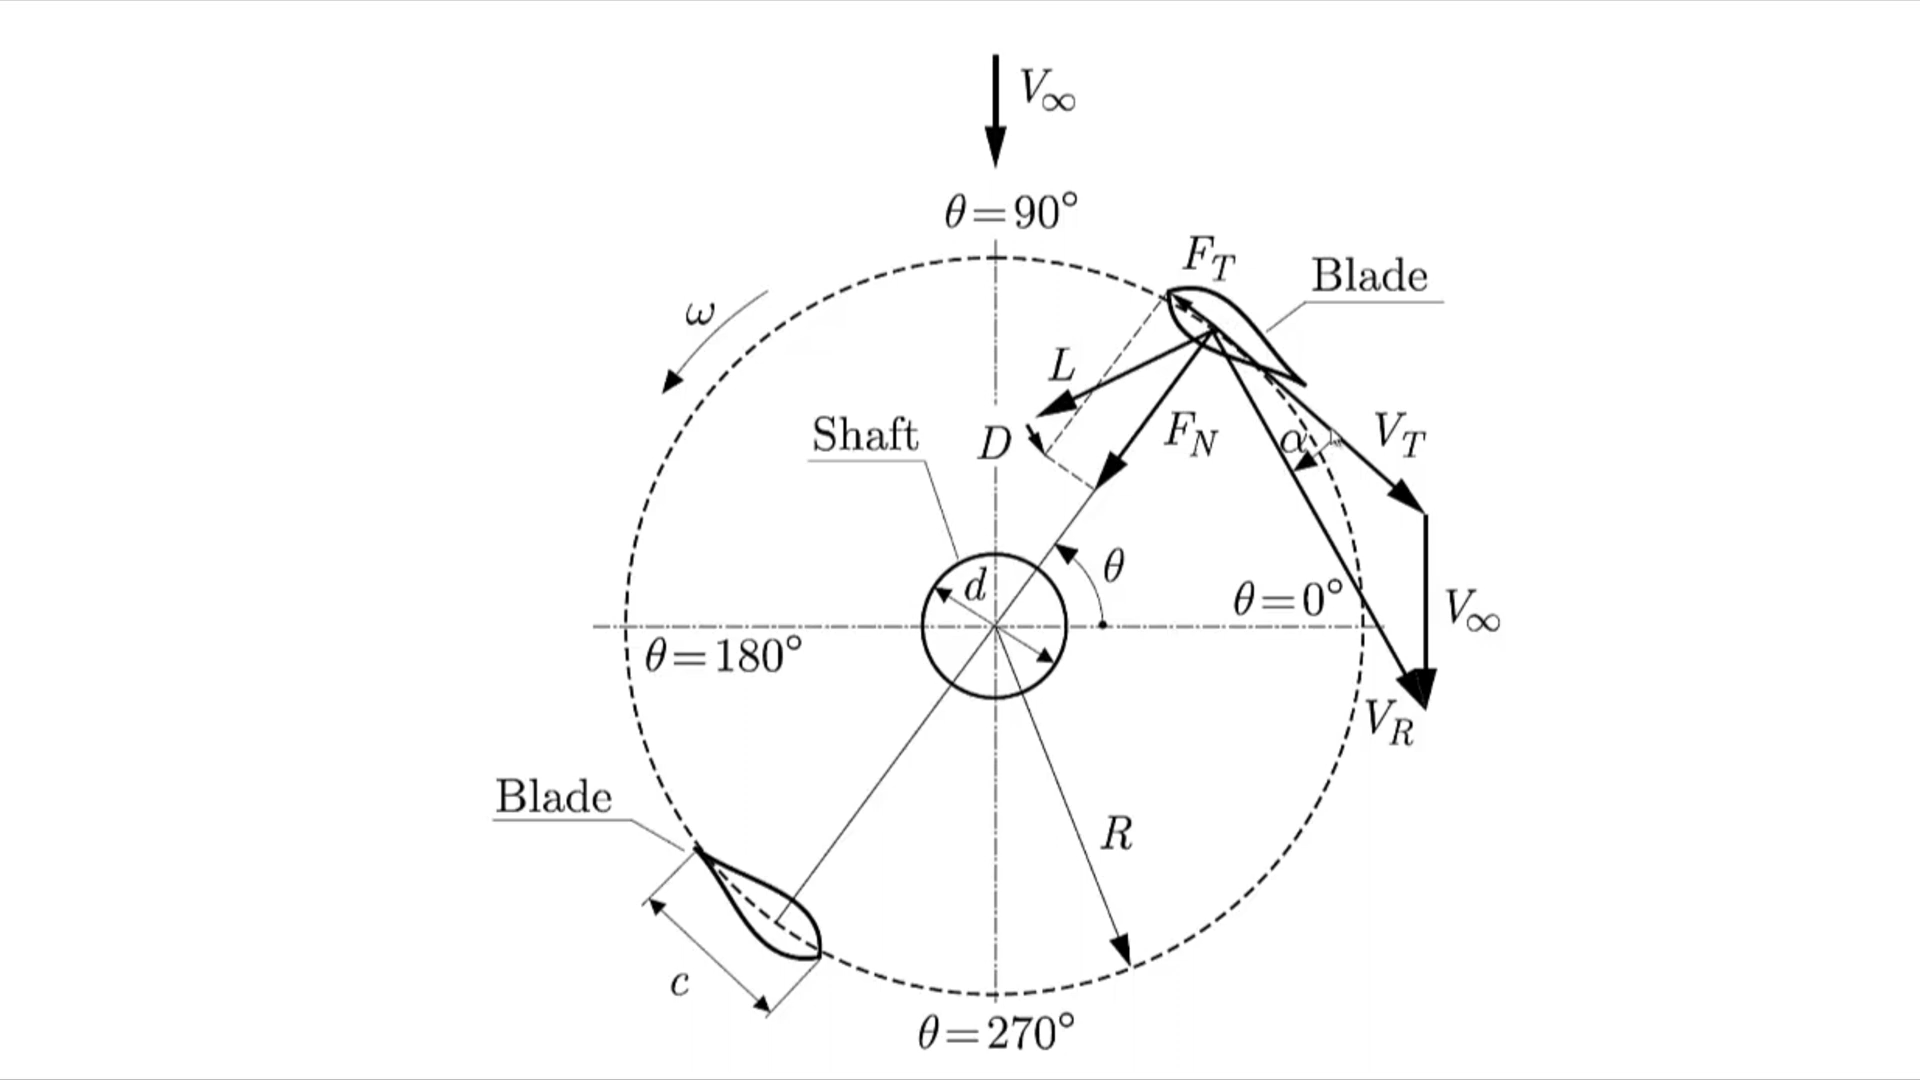 V∞
θ=90°
F_T
Blade
ω
L
Shaft
D
F_N
α
V_T
d
θ
θ=0°
V∞
θ=180°
V_R
Blade
R
c
θ=270°